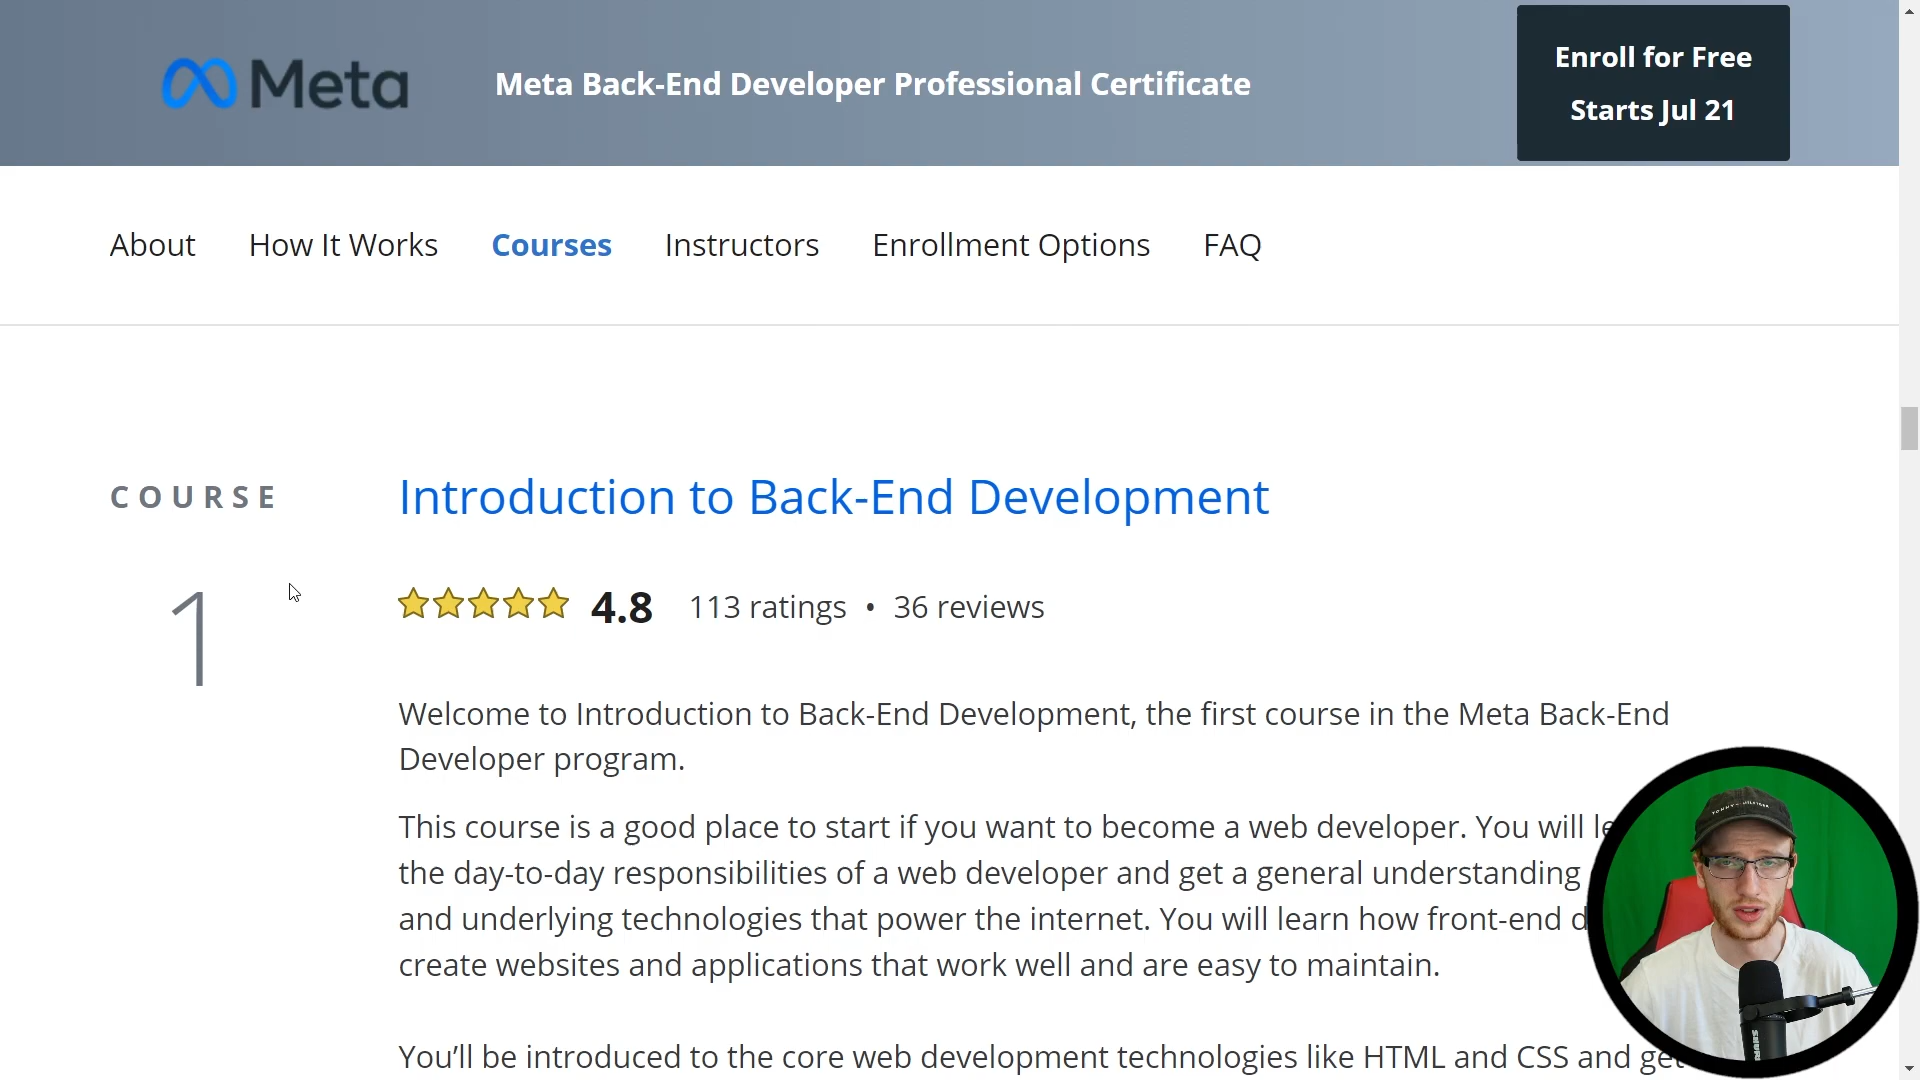 Meta
Meta Back-End Developer Professional Certificate
Enroll for Free
Starts Jul 21
About How It Works Courses Instructors Enrollment Options FAQ
COURSE
1
Introduction to Back-End Development
4.8 113 ratings • 36 reviews
Welcome to Introduction to Back-End Development, the first course in the Meta Back-End
Developer program.
This course is a good place to start if you want to become a web developer. You will
the day-to-day responsibilities of a web developer and get a general understanding
and underlying technologies that power the internet. You will learn how front-end
create websites and applications that work well and are easy to maintain.
You’ll be introduced to the core web development technologies like HTML and CSS and get
TOMMY HILFIGER
SHURE